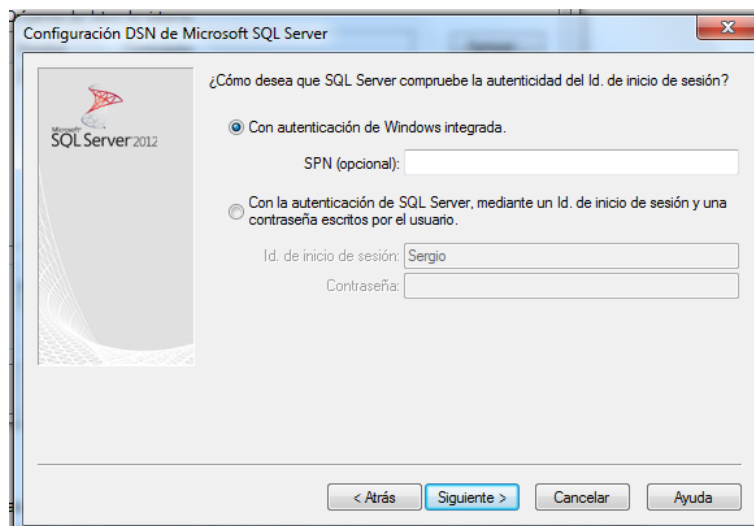 Configuración DSN de Microsoft SQL Server
¿Cómo desea que SQL Server compruebe la autenticidad del Id. de inicio de sesión?
Microsoft
SQL Server 2012
Con autenticación de Windows integrada.
SPN (opcional):
Con la autenticación de SQL Server, mediante un Id. de inicio de sesión y una
contraseña escritos por el usuario.
Id. de inicio de sesión: Sergio
Contraseña:
< Atrás Siguiente > Cancelar Ayuda